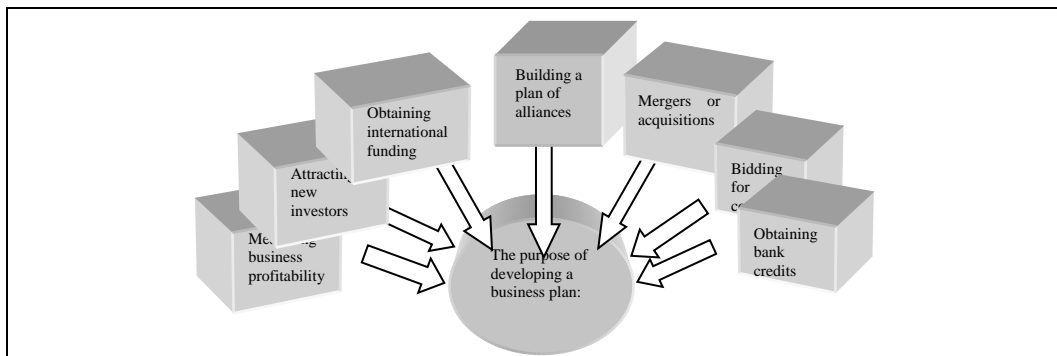 Building a
plan of
alliances
Obtaining
international
funding
Mergers or
acquisitions
Attracting
new
investors
Bidding
for
business
profitability
Obtaining
bank
credits
The purpose of
developing a
business plan: